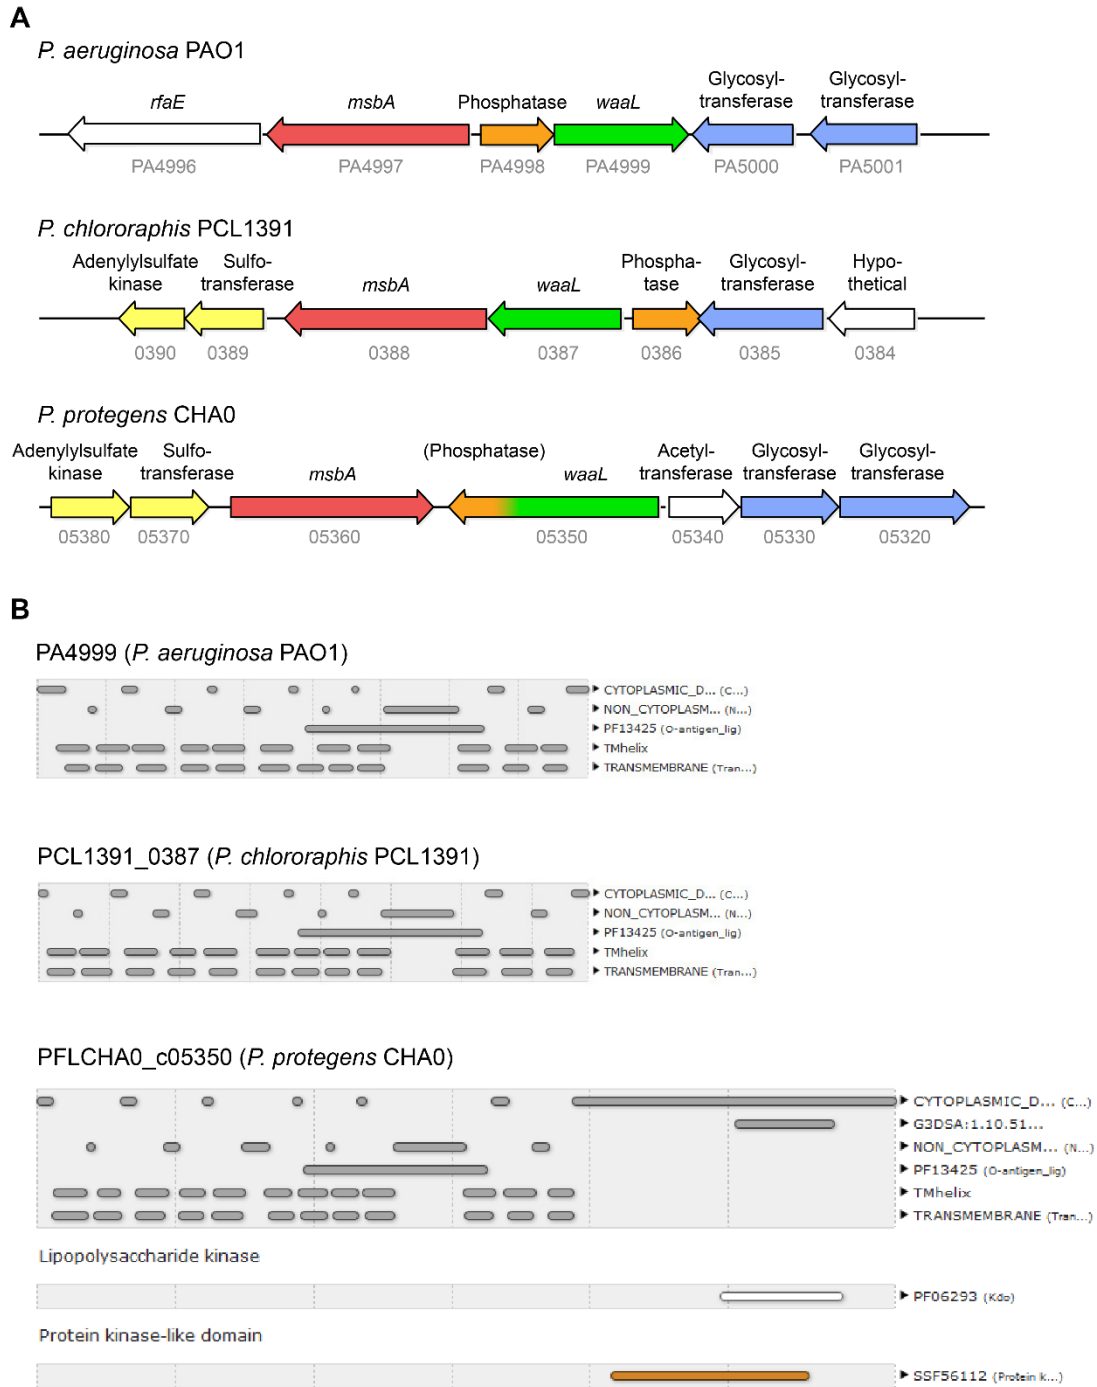 A
P. aeruginosa PAO1
rfaE
msbA
Phosphatase
waaL
Glycosyl-
transferase
Glycosyl-
transferase
PA4996
PA4997
PA4998
PA4999
PA5000
PA5001
P. chlororaphis PCL1391
Adenylylsulfate
kinase
Sulfo-
transferase
msbA
waaL
Phospha-
tase
Glycosyl-
transferase
Hypo-
thetical
0390
0389
0388
0387
0386
0385
0384
P. protegens CHA0
Adenylylsulfate
kinase
Sulfo-
transferase
msbA
(Phosphatase)
waaL
Acetyl-
transferase
Glycosyl-
transferase
Glycosyl-
transferase
05380
05370
05360
05350
05340
05330
05320
B
PA4999 (P. aeruginosa PAO1)
CYTOPLASMIC_D... (C...)
NON_CYTOPLASM... (N...)
PF13425 (O-antigen_lig)
TMhelix
TRANSMEMBRANE (Tran...)
PCL1391_0387 (P. chlororaphis PCL1391)
CYTOPLASMIC_D... (C...)
NON_CYTOPLASM... (N...)
PF13425 (O-antigen_lig)
TMhelix
TRANSMEMBRANE (Tran...)
PFLCHA0_c05350 (P. protegens CHA0)
CYTOPLASMIC_D... (C...)
G3DSA:1.10.51...
NON_CYTOPLASM... (N...)
PF13425 (O-antigen_lig)
TMhelix
TRANSMEMBRANE (Tran...)
Lipopolysaccharide kinase
PF06293 (Kdo)
Protein kinase-like domain
SSF56112 (Protein k...)